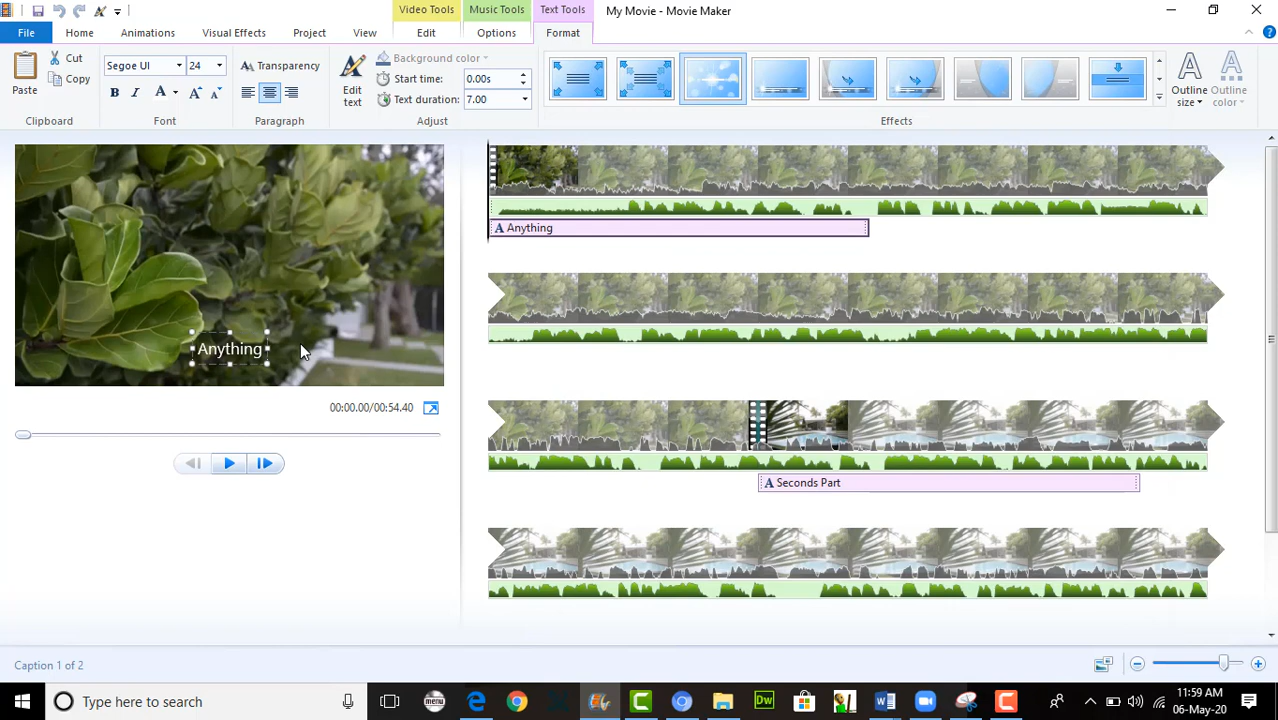 Video Tools Music Tools Text Tools My Movie - Movie Maker
File Home Animations Visual Effects Project View Edit Options Format
Paste Cut Copy Segoe UI 24 Transparency Edit text Background color Start time: 0.00s Text duration: 7.00 Outline size Outline color
Clipboard Font Paragraph Adjust Effects
Anything
00:00.00/00:54.40
A Anything
A Seconds Part
Caption 1 of 2
Type here to search menu Dw 11:59 AM 06-May-20